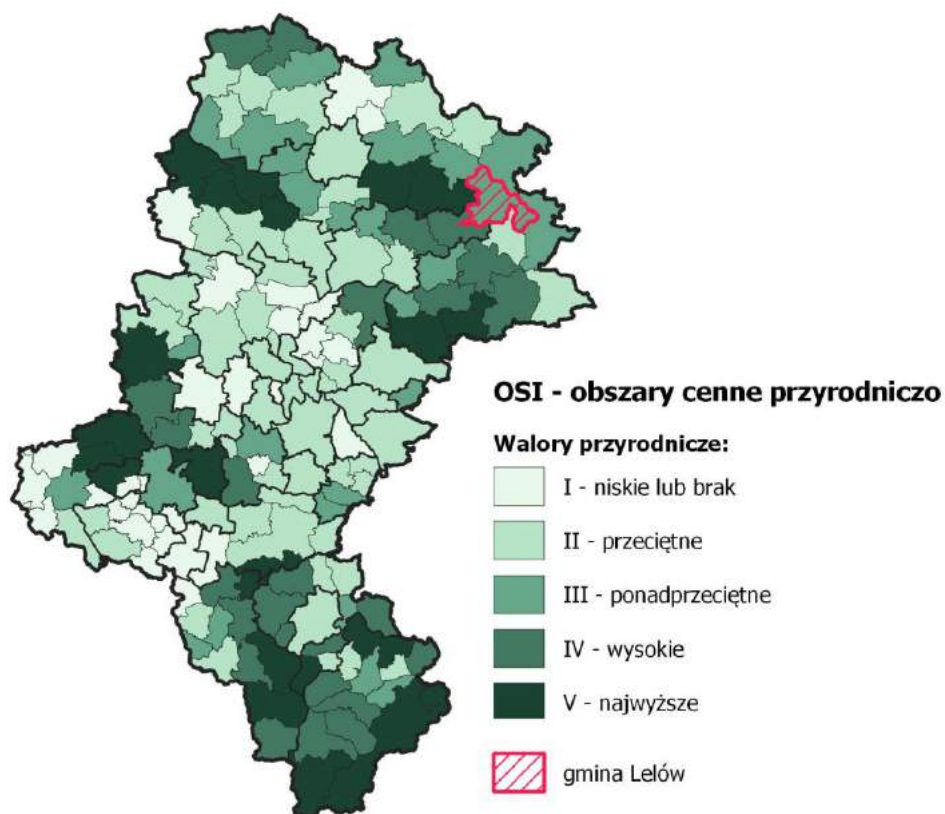 OSI - obszary cenne przyrodniczo
Walory przyrodnicze:
I - niskie lub brak
II - przeciętne
III - ponadprzeciętne
IV - wysokie
V - najwyższe
gmina Lelów